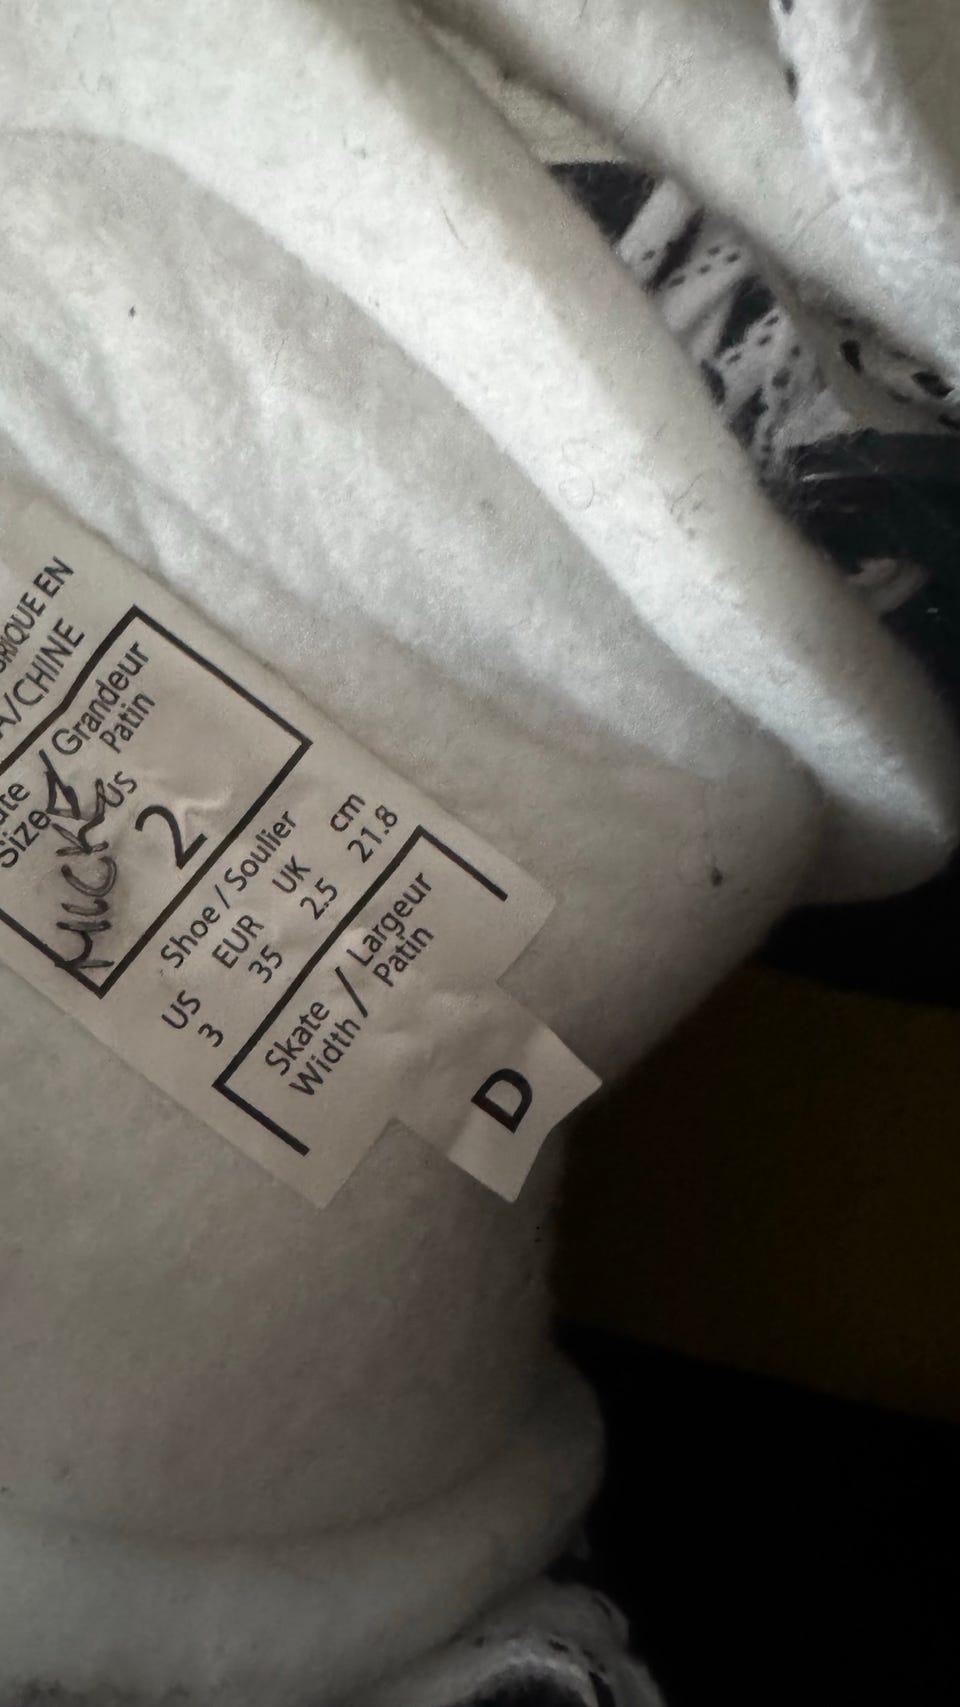 BRIQUE EN
A/CHINE
ate / Grandeur
Size Patin
US
2
Shoe / Soulier
US EUR UK cm
3 35 2.5 21.8
Skate / Largeur
Width / Patin
D